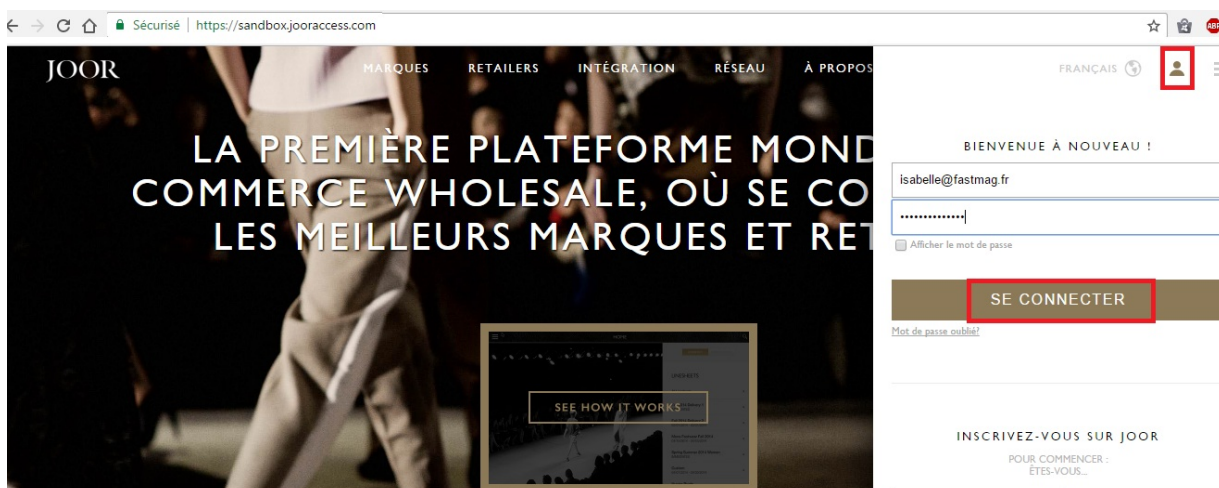 Sécurisé | https://sandbox.jooraccess.com
ABP
JOOR
MARQUES RETAILERS INTÉGRATION RÉSEAU À PROPOS
FRANÇAIS
LA PREMIÈRE PLATEFORME MOND
COMMERCE WHOLESALE, OÙ SE CO
LES MEILLEURS MARQUES ET RET
SEE HOW IT WORKS
BIENVENUE À NOUVEAU !
isabelle@fastmag.fr
••••••••••••••
Afficher le mot de passe
SE CONNECTER
Mot de passe oublié?
INSCRIVEZ-VOUS SUR JOOR
POUR COMMENCER :
ÊTES-VOUS...